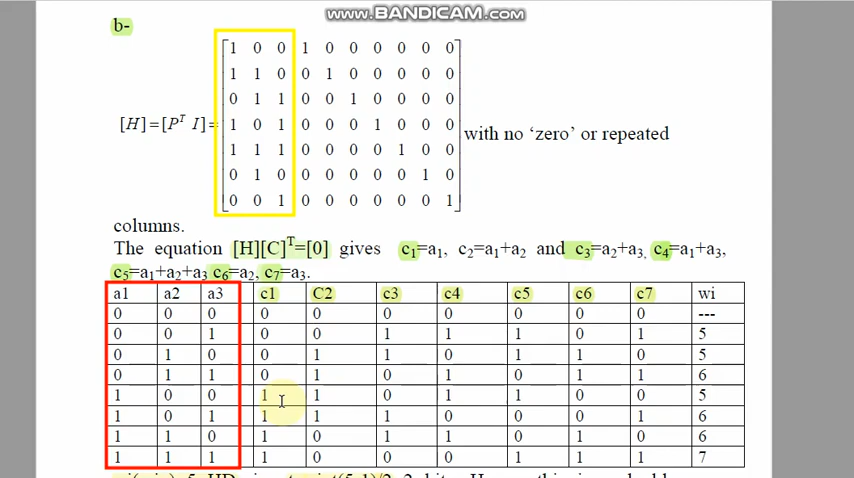 www.BANDICAM.com
b-
1 0 0 1 0 0 0 0 0 0
1 1 0 0 1 0 0 0 0 0
0 1 1 0 0 1 0 0 0 0
[H]=[Pᵀ I]= 1 0 1 0 0 0 1 0 0 0 with no ‘zero’ or repeated
1 1 1 0 0 0 0 1 0 0
0 1 0 0 0 0 0 0 1 0
0 0 1 0 0 0 0 0 0 1
columns.
The equation [H][C]ᵀ=[0] gives c₁=a₁, c₂=a₁+a₂ and c₃=a₂+a₃, c₄=a₁+a₃,
c₅=a₁+a₂+a₃ c₆=a₂, c₇=a₃.
a1 a2 a3 c1 C2 c3 c4 c5 c6 c7 wi
0 0 0 0 0 0 0 0 0 0 ---
0 0 1 0 0 1 1 1 0 1 5
0 1 0 0 1 1 0 1 1 0 5
0 1 1 0 1 0 1 0 1 1 6
1 0 0 1 1 0 1 1 0 0 5
1 0 1 1 1 1 0 0 0 1 6
1 1 0 1 0 1 1 0 1 0 6
1 1 1 1 0 0 0 1 1 1 7